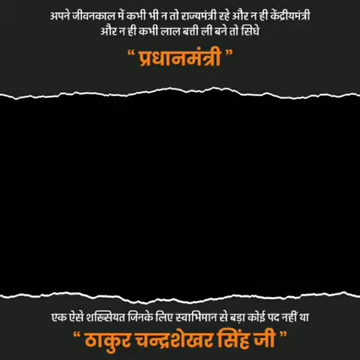 अपने जीवनकाल में कभी भी न तो राज्यमंत्री रहे और न ही केंद्रीयमंत्री
और न ही कभी लाल बत्ती ली बने तो सिधे
“ प्रधानमंत्री ”
एक ऐसे शख्सियत जिनके लिए स्वाभिमान से बड़ा कोई पद नहीं था
“ ठाकुर चन्द्रशेखर सिंह जी ”